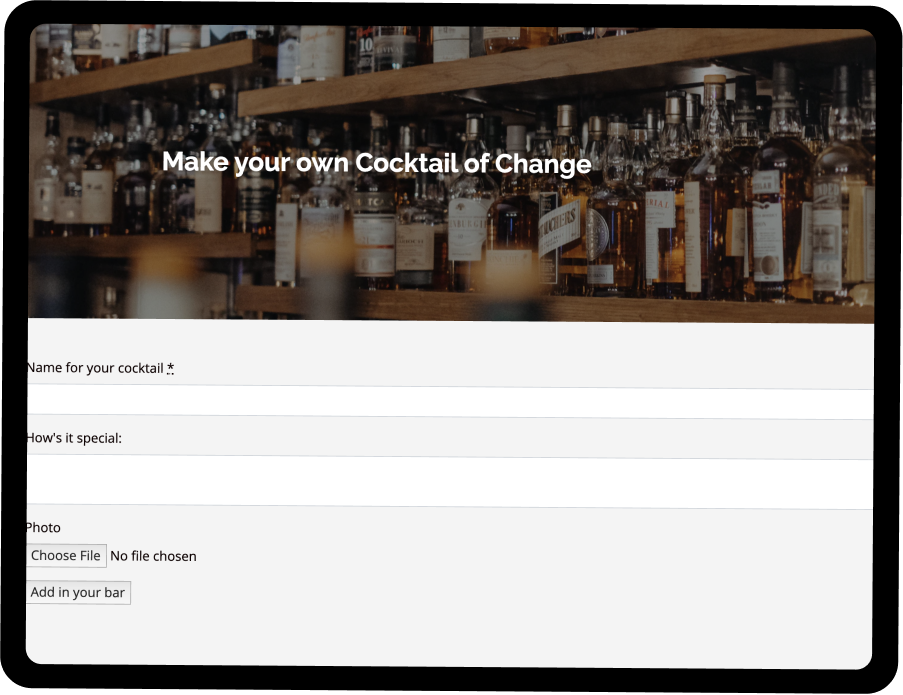 10
Make your own Cocktail of Change
Name for your cocktail *
How's it special:
Photo
Choose File No file chosen
Add in your bar